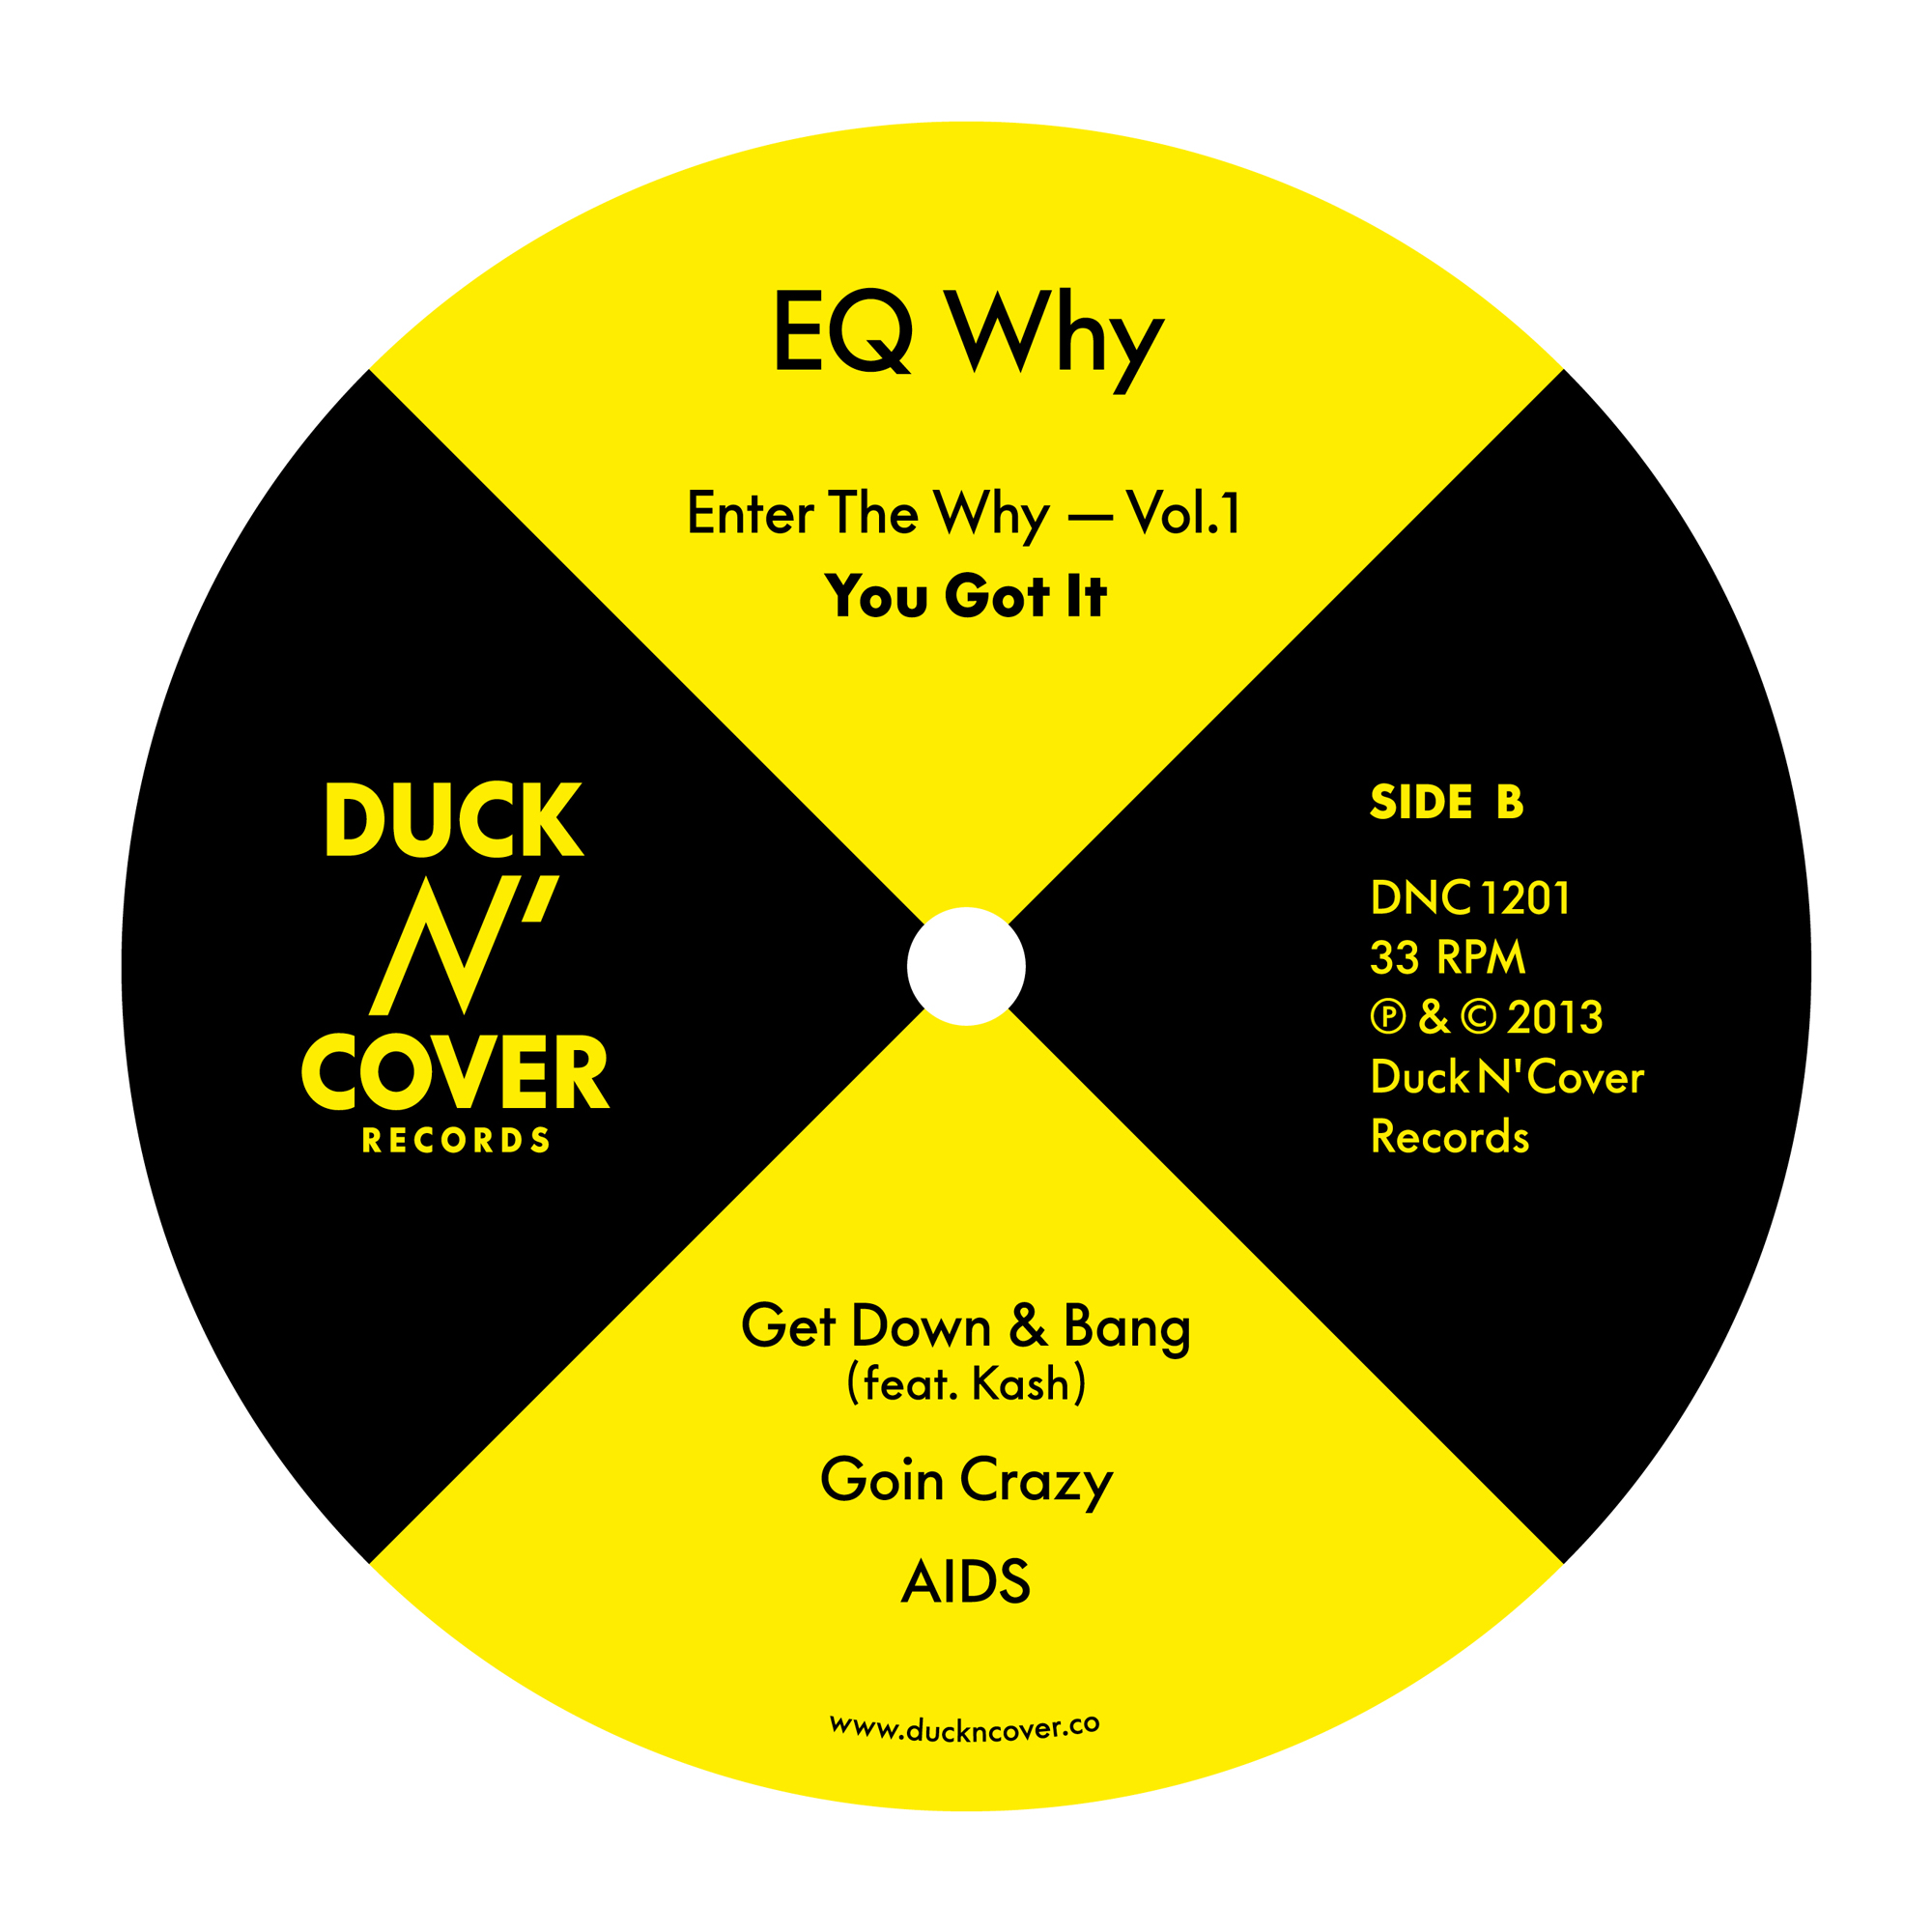 EQ Why
Enter The Why — Vol.1
You Got It
DUCK
N'
COVER
RECORDS
SIDE B
DNC 1201
33 RPM
℗ & © 2013
Duck N' Cover
Records
Get Down & Bang
(feat. Kash)
Goin Crazy
AIDS
www.duckncover.co